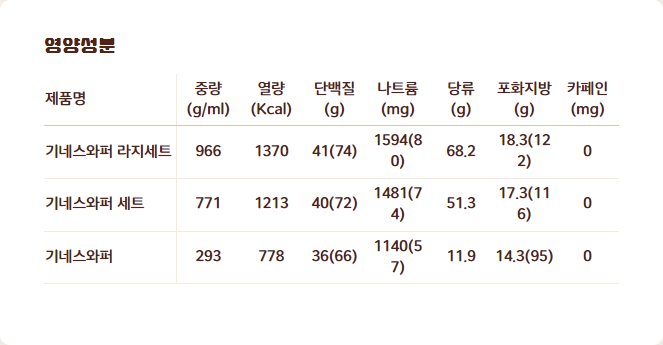 영양성분
제품명 중량 (g/ml) 열량 (Kcal) 단백질 (g) 나트륨 (mg) 당류 (g) 포화지방 (g) 카페인 (mg)
기네스와퍼 라지세트 966 1370 41(74) 1594(80) 68.2 18.3(122) 0
기네스와퍼 세트 771 1213 40(72) 1481(74) 51.3 17.3(116) 0
기네스와퍼 293 778 36(66) 1140(57) 11.9 14.3(95) 0